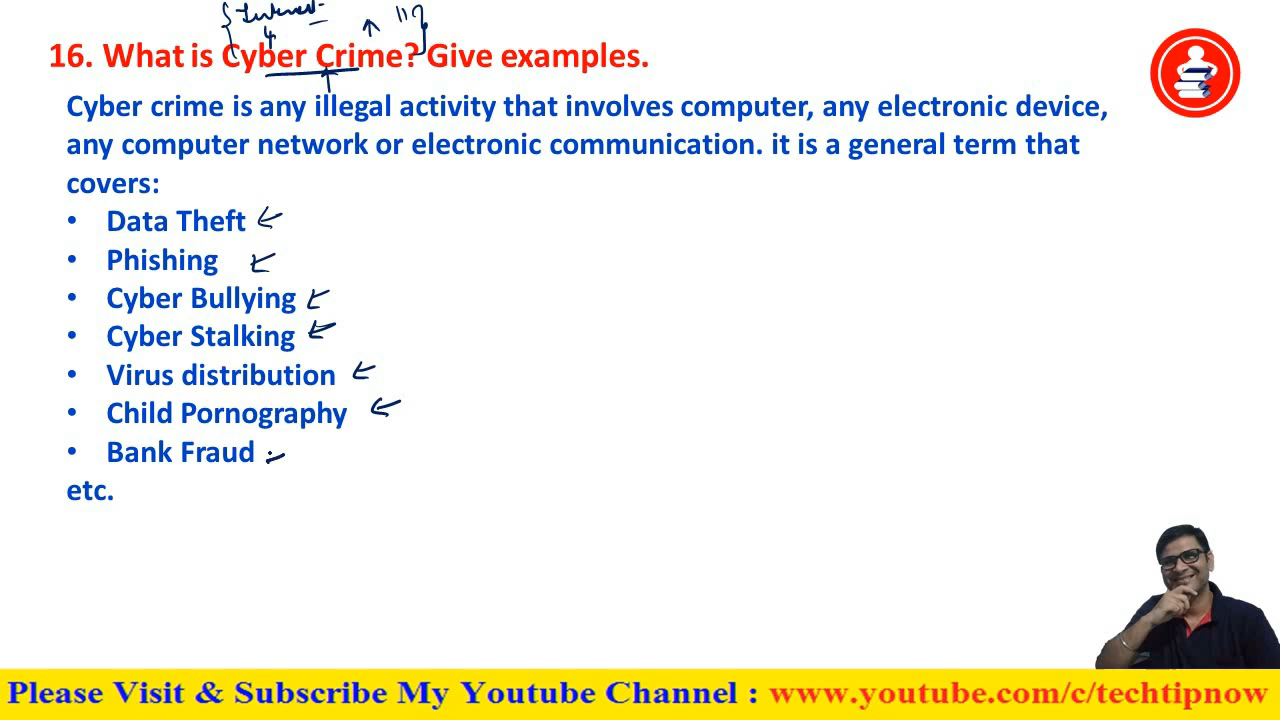 Internet
16. What is Cyber Crime? Give examples.
Cyber crime is any illegal activity that involves computer, any electronic device,
any computer network or electronic communication. it is a general term that
covers:
• Data Theft
• Phishing
• Cyber Bullying
• Cyber Stalking
• Virus distribution
• Child Pornography
• Bank Fraud
etc.
Please Visit & Subscribe My Youtube Channel : www.youtube.com/c/techtipnow